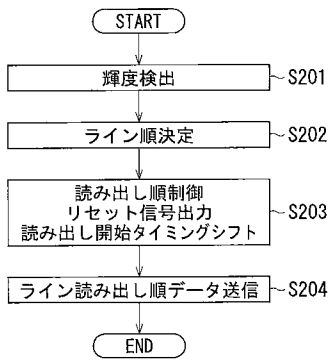 START
輝度検出
S201
ライン順決定
S202
読み出し順制御
リセット信号出力
読み出し開始タイミングシフト
S203
ライン読み出し順データ送信
S204
END